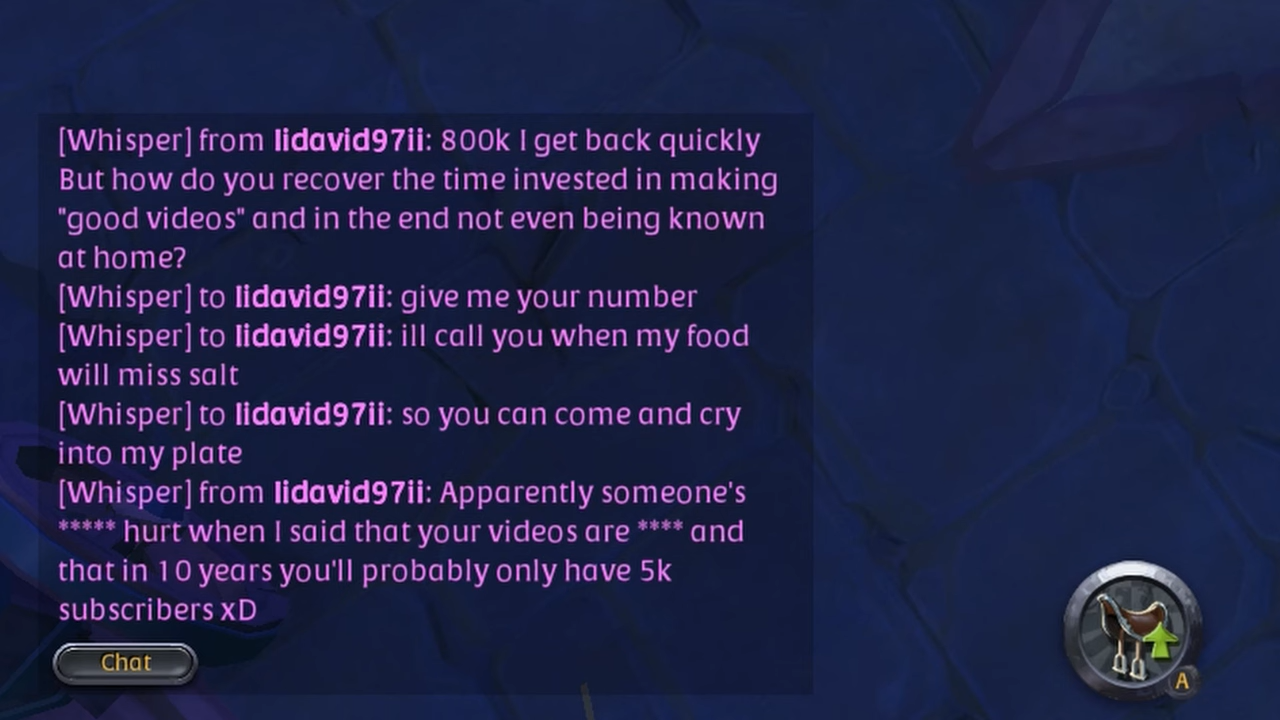 [Whisper] from lidavid97ii: 800k I get back quickly
But how do you recover the time invested in making
"good videos" and in the end not even being known
at home?
[Whisper] to lidavid97ii: give me your number
[Whisper] to lidavid97ii: ill call you when my food
will miss salt
[Whisper] to lidavid97ii: so you can come and cry
into my plate
[Whisper] from lidavid97ii: Apparently someone's
***** hurt when I said that your videos are **** and
that in 10 years you'll probably only have 5k
subscribers xD
Chat
A